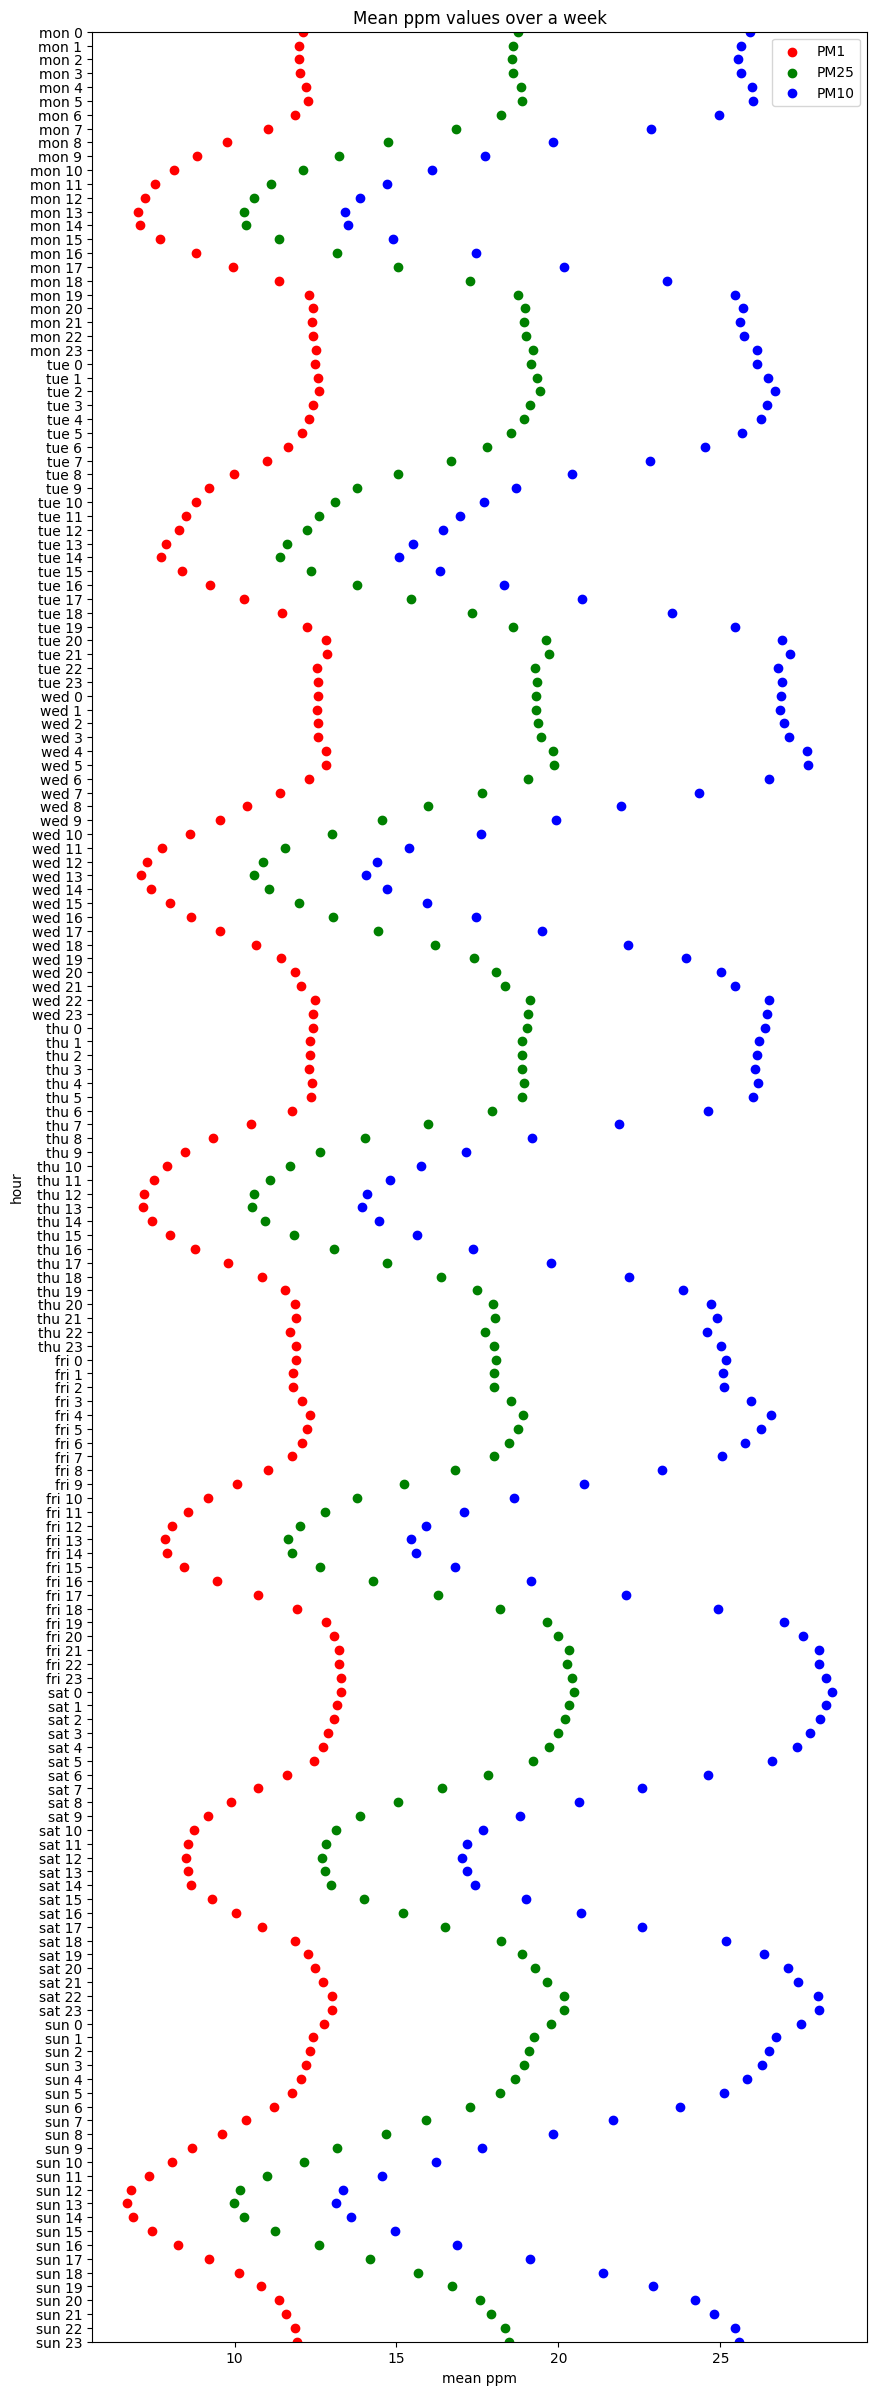 Mean ppm values over a week
PM1
PM25
PM10
mon 0
mon 1
mon 2
mon 3
mon 4
mon 5
mon 6
mon 7
mon 8
mon 9
mon 10
mon 11
mon 12
mon 13
mon 14
mon 15
mon 16
mon 17
mon 18
mon 19
mon 20
mon 21
mon 22
mon 23
tue 0
tue 1
tue 2
tue 3
tue 4
tue 5
tue 6
tue 7
tue 8
tue 9
tue 10
tue 11
tue 12
tue 13
tue 14
tue 15
tue 16
tue 17
tue 18
tue 19
tue 20
tue 21
tue 22
tue 23
wed 0
wed 1
wed 2
wed 3
wed 4
wed 5
wed 6
wed 7
wed 8
wed 9
wed 10
wed 11
wed 12
wed 13
wed 14
wed 15
wed 16
wed 17
wed 18
wed 19
wed 20
wed 21
wed 22
wed 23
thu 0
thu 1
thu 2
thu 3
thu 4
thu 5
thu 6
thu 7
thu 8
thu 9
thu 10
thu 11
thu 12
thu 13
thu 14
thu 15
thu 16
thu 17
thu 18
thu 19
thu 20
thu 21
thu 22
thu 23
fri 0
fri 1
fri 2
fri 3
fri 4
fri 5
fri 6
fri 7
fri 8
fri 9
fri 10
fri 11
fri 12
fri 13
fri 14
fri 15
fri 16
fri 17
fri 18
fri 19
fri 20
fri 21
fri 22
fri 23
sat 0
sat 1
sat 2
sat 3
sat 4
sat 5
sat 6
sat 7
sat 8
sat 9
sat 10
sat 11
sat 12
sat 13
sat 14
sat 15
sat 16
sat 17
sat 18
sat 19
sat 20
sat 21
sat 22
sat 23
sun 0
sun 1
sun 2
sun 3
sun 4
sun 5
sun 6
sun 7
sun 8
sun 9
sun 10
sun 11
sun 12
sun 13
sun 14
sun 15
sun 16
sun 17
sun 18
sun 19
sun 20
sun 21
sun 22
sun 23
hour
10 15 20 25
mean ppm